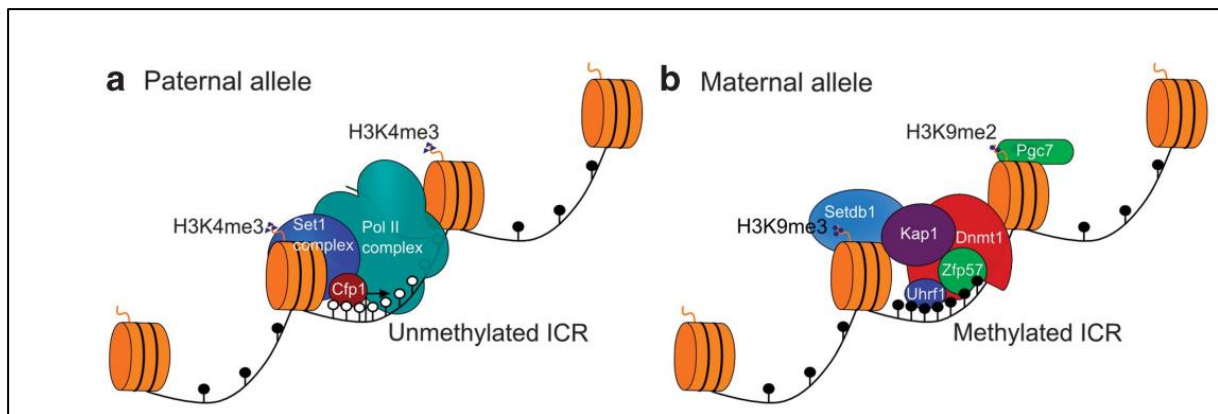 a Paternal allele
H3K4me3
H3K4me3
Set1
complex
Pol II
complex
Cfp1
Unmethylated ICR
b Maternal allele
H3K9me2
Pgc7
Setdb1
H3K9me3
Kap1
Dnmt1
Zfp57
Uhrf1
Methylated ICR